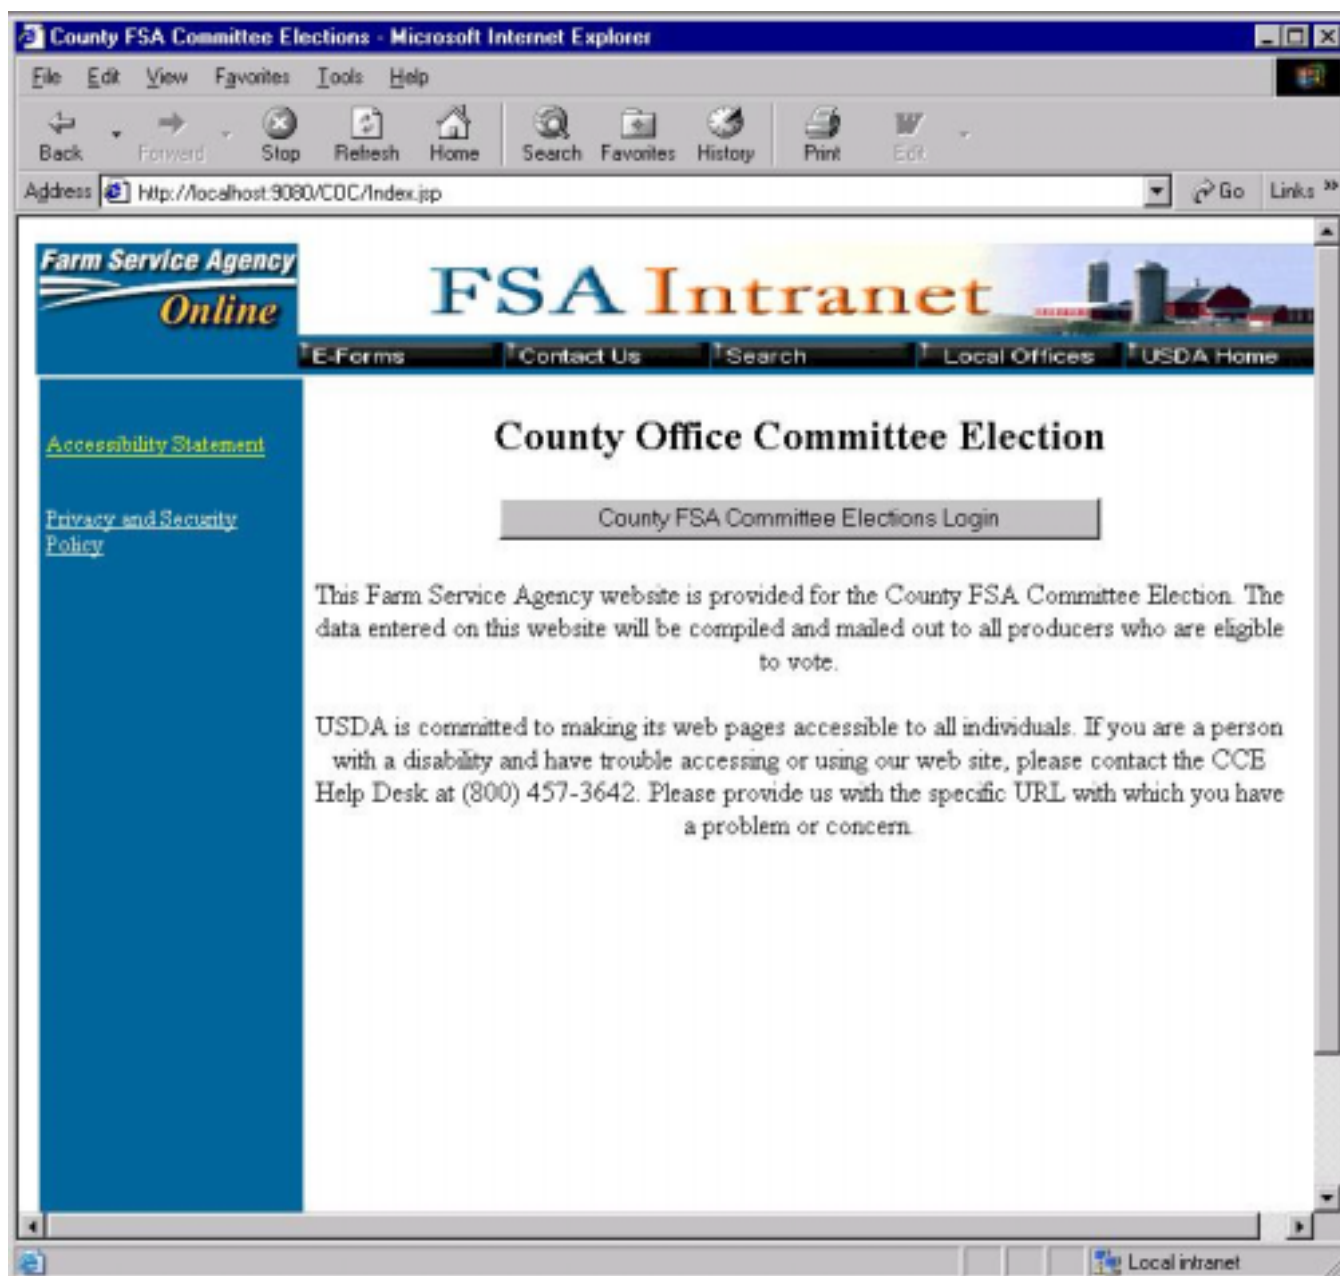 County FSA Committee Elections - Microsoft Internet Explorer
File Edit View Favorites Tools Help
Back Forward Stop Refresh Home Search Favorites History Print Edit
Address http://localhost:9080/COC/Index.jsp Go Links »
Farm Service Agency
Online
FSA Intranet
E-Forms Contact Us Search Local Offices USDA Home
Accessibility Statement
Privacy and Security
Policy
County Office Committee Election
County FSA Committee Elections Login
This Farm Service Agency website is provided for the County FSA Committee Election. The
data entered on this website will be compiled and mailed out to all producers who are eligible
to vote.
USDA is committed to making its web pages accessible to all individuals. If you are a person
with a disability and have trouble accessing or using our web site, please contact the CCE
Help Desk at (800) 457-3642. Please provide us with the specific URL with which you have
a problem or concern.
Local intranet